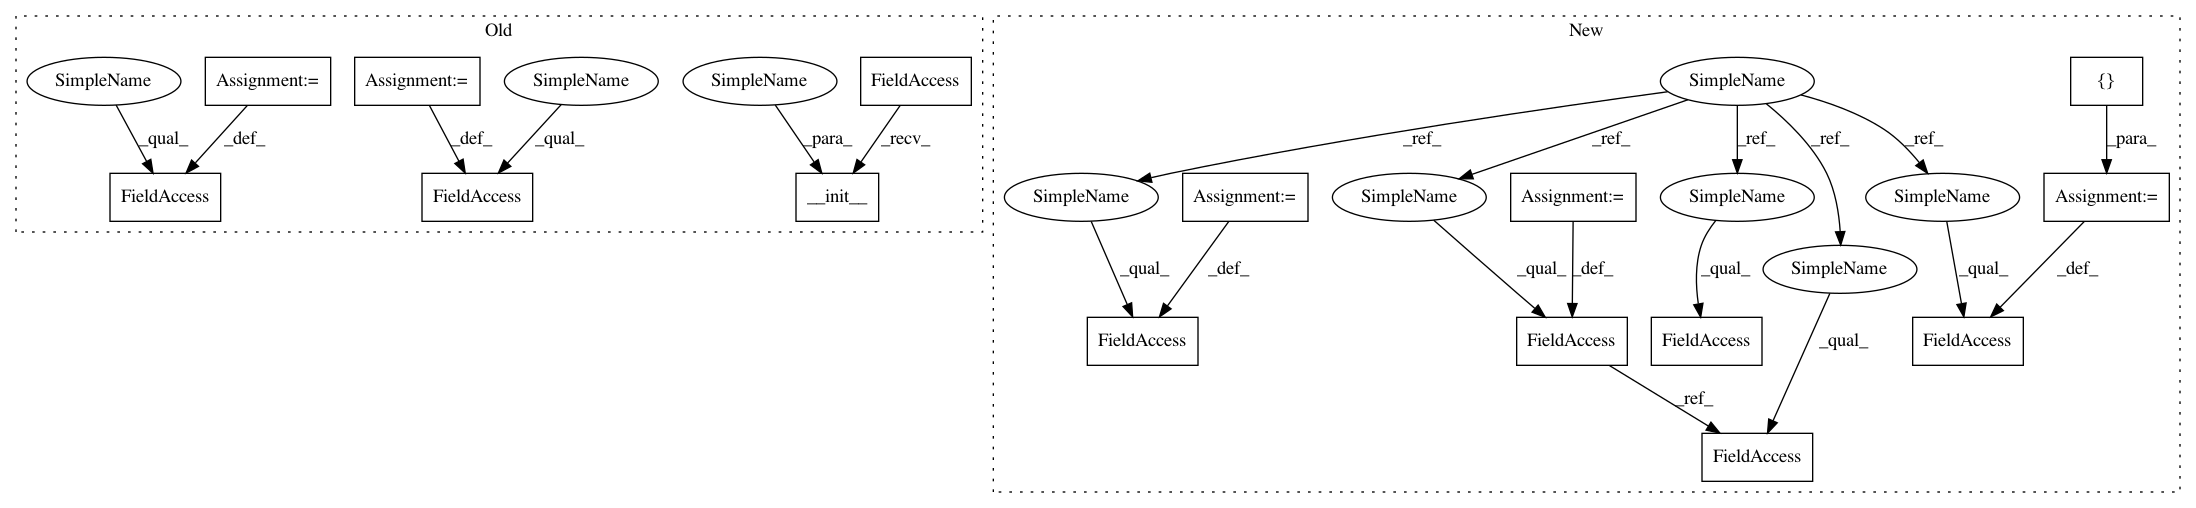 Old
New
SimpleName
Assignment:=
Assignment:=
SimpleName
SimpleName
FieldAccess
SimpleName
{}
_qual_
_def_
_def_
_qual_
_para_
_recv_
_ref_
_ref_
_ref_
_ref_
_ref_
_para_
FieldAccess
FieldAccess
__init__
SimpleName
Assignment:=
SimpleName
Assignment:=
SimpleName
SimpleName
Assignment:=
_qual_
_def_
_qual_
_def_
_qual_
SimpleName
_qual_
_def_
FieldAccess
FieldAccess
FieldAccess
_qual_
FieldAccess
_ref_
FieldAccess